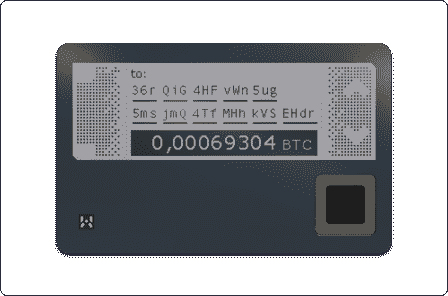 to:
36r QiG 4HF vWn 5ug
5ms jmQ 4Tf MHh kVS EHdr
0,00069304 BTC